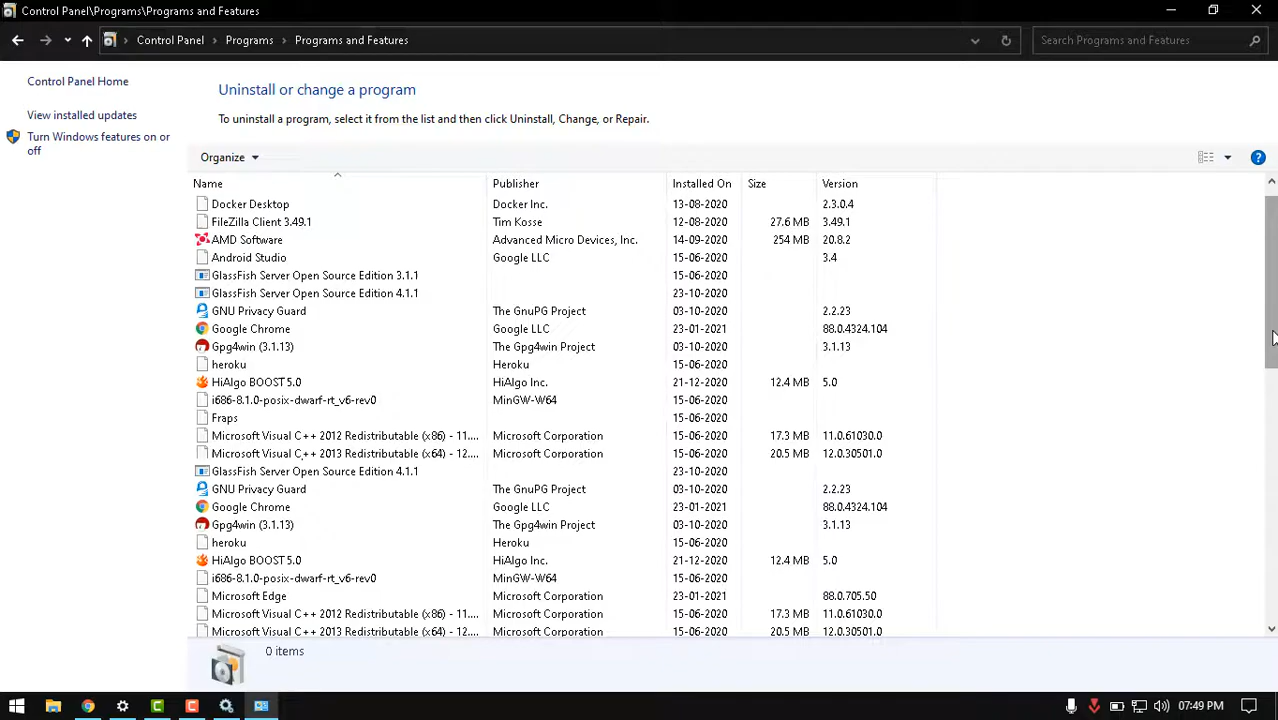 Control Panel\Programs\Programs and Features
Control Panel > Programs > Programs and Features
Search Programs and Features
Control Panel Home
View installed updates
Turn Windows features on or
off
Uninstall or change a program
To uninstall a program, select it from the list and then click Uninstall, Change, or Repair.
Organize
Name Publisher Installed On Size Version
Docker Desktop Docker Inc. 13-08-2020 2.3.0.4
FileZilla Client 3.49.1 Tim Kosse 12-08-2020 27.6 MB 3.49.1
AMD Software Advanced Micro Devices, Inc. 14-09-2020 254 MB 20.8.2
Android Studio Google LLC 15-06-2020 3.4
GlassFish Server Open Source Edition 3.1.1 15-06-2020
GlassFish Server Open Source Edition 4.1.1 23-10-2020
GNU Privacy Guard The GnuPG Project 03-10-2020 2.2.23
Google Chrome Google LLC 23-01-2021 88.0.4324.104
Gpg4win (3.1.13) The Gpg4win Project 03-10-2020 3.1.13
heroku Heroku 15-06-2020
HiAlgo BOOST 5.0 HiAlgo Inc. 21-12-2020 12.4 MB 5.0
i686-8.1.0-posix-dwarf-rt_v6-rev0 MinGW-W64 15-06-2020
Fraps 15-06-2020
Microsoft Visual C++ 2012 Redistributable (x86) - 11.... Microsoft Corporation 15-06-2020 17.3 MB 11.0.61030.0
Microsoft Visual C++ 2013 Redistributable (x64) - 12.... Microsoft Corporation 15-06-2020 20.5 MB 12.0.30501.0
GlassFish Server Open Source Edition 4.1.1 23-10-2020
GNU Privacy Guard The GnuPG Project 03-10-2020 2.2.23
Google Chrome Google LLC 23-01-2021 88.0.4324.104
Gpg4win (3.1.13) The Gpg4win Project 03-10-2020 3.1.13
heroku Heroku 15-06-2020
HiAlgo BOOST 5.0 HiAlgo Inc. 21-12-2020 12.4 MB 5.0
i686-8.1.0-posix-dwarf-rt_v6-rev0 MinGW-W64 15-06-2020
Microsoft Edge Microsoft Corporation 23-01-2021 88.0.705.50
Microsoft Visual C++ 2012 Redistributable (x86) - 11.... Microsoft Corporation 15-06-2020 17.3 MB 11.0.61030.0
Microsoft Visual C++ 2013 Redistributable (x64) - 12.... Microsoft Corporation 15-06-2020 20.5 MB 12.0.30501.0
0 items
07:49 PM